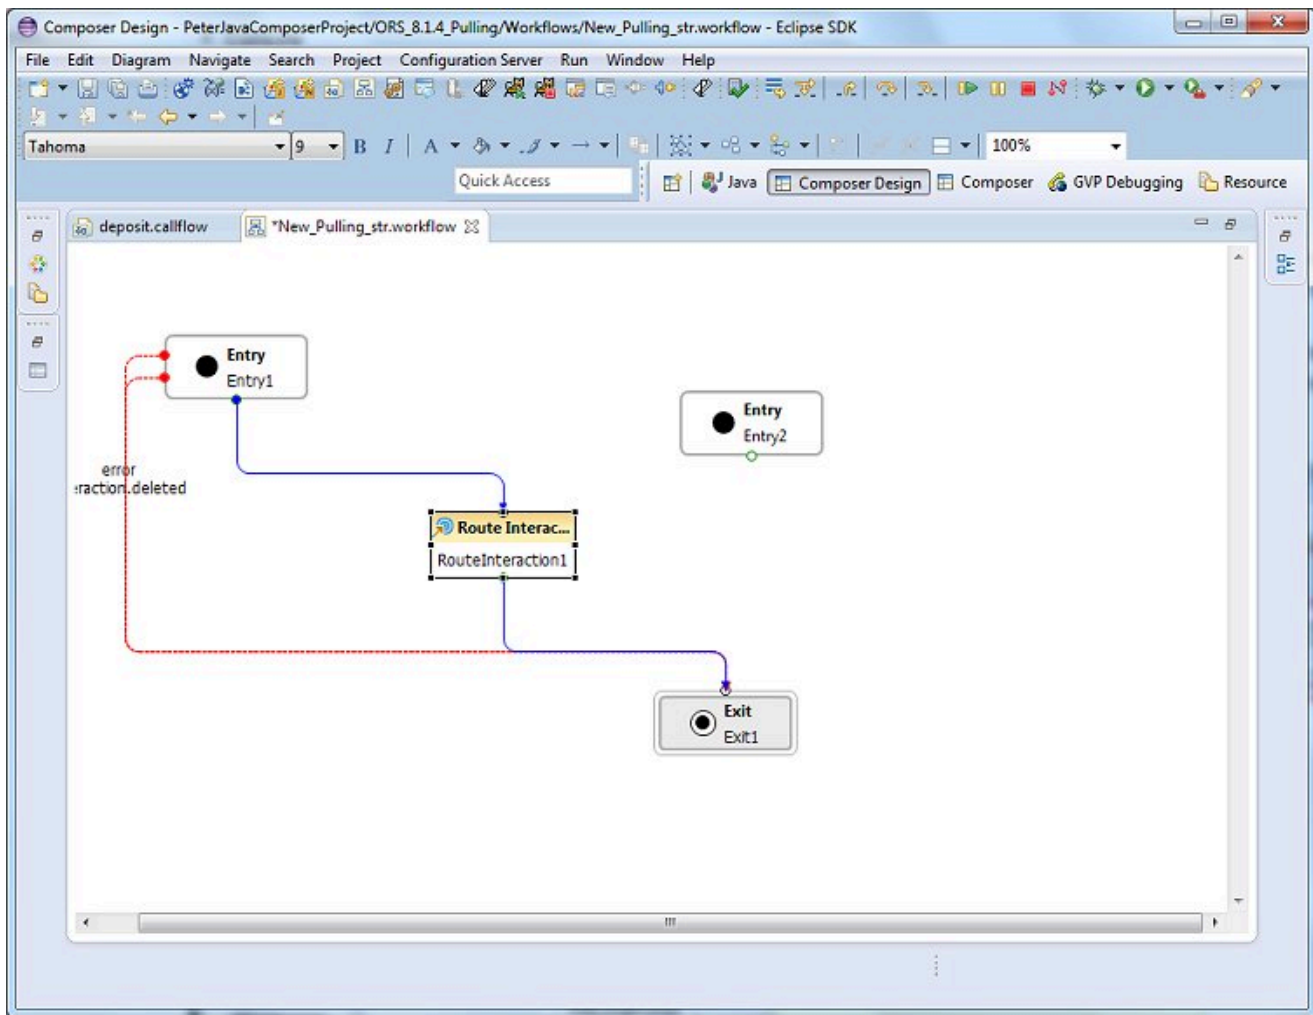 Composer Design - PeterJavaComposerProject/ORS_8.1.4_Pulling/Workflows/New_Pulling_str.workflow - Eclipse SDK
File Edit Diagram Navigate Search Project Configuration Server Run Window Help
Tahoma 9 B I A 100%
Quick Access Java Composer Design Composer GVP Debugging Resource
deposit.callflow *New_Pulling_str.workflow
Entry
Entry1
Entry
Entry2
error
eraction.deleted
Route Interac...
RouteInteraction1
Exit
Exit1